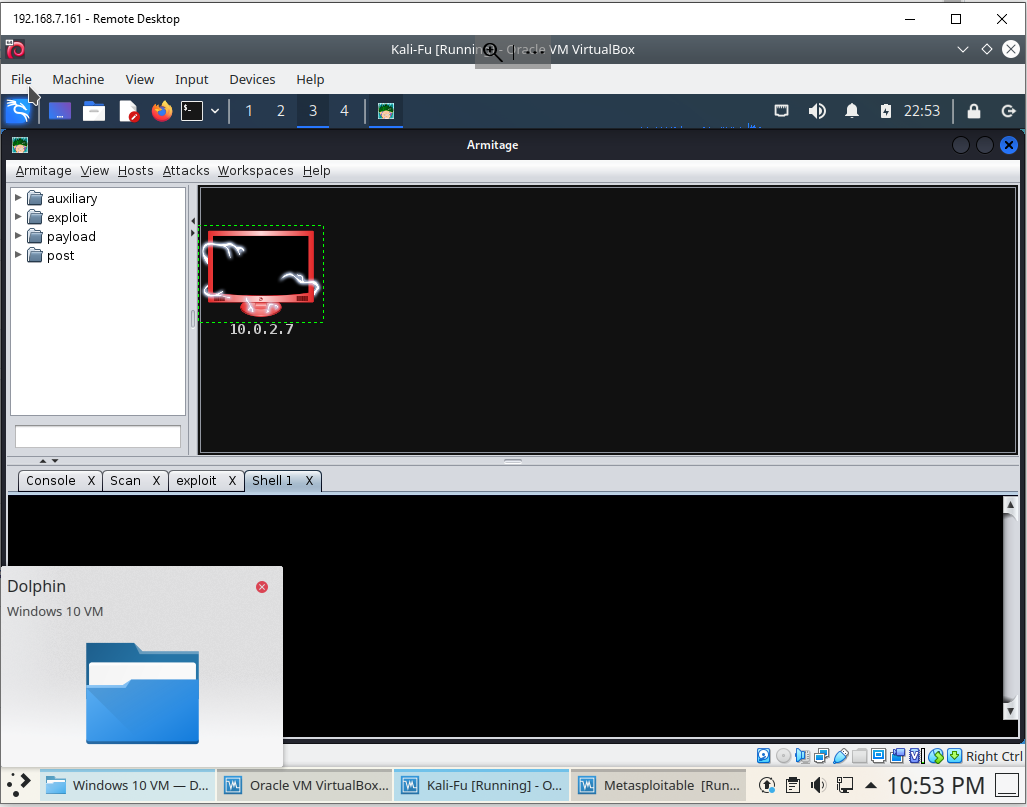 192.168.7.161 - Remote Desktop
Kali-Fu [Running] - Oracle VM VirtualBox
File Machine View Input Devices Help
1 2 3 4 22:53
Armitage
Armitage View Hosts Attacks Workspaces Help
auxiliary
exploit
payload
post
10.0.2.7
Console X Scan X exploit X Shell 1 X
Dolphin
Windows 10 VM
Right Ctrl
Windows 10 VM — D... Oracle VM VirtualBox... Kali-Fu [Running] - O... Metasploitable [Run... 10:53 PM